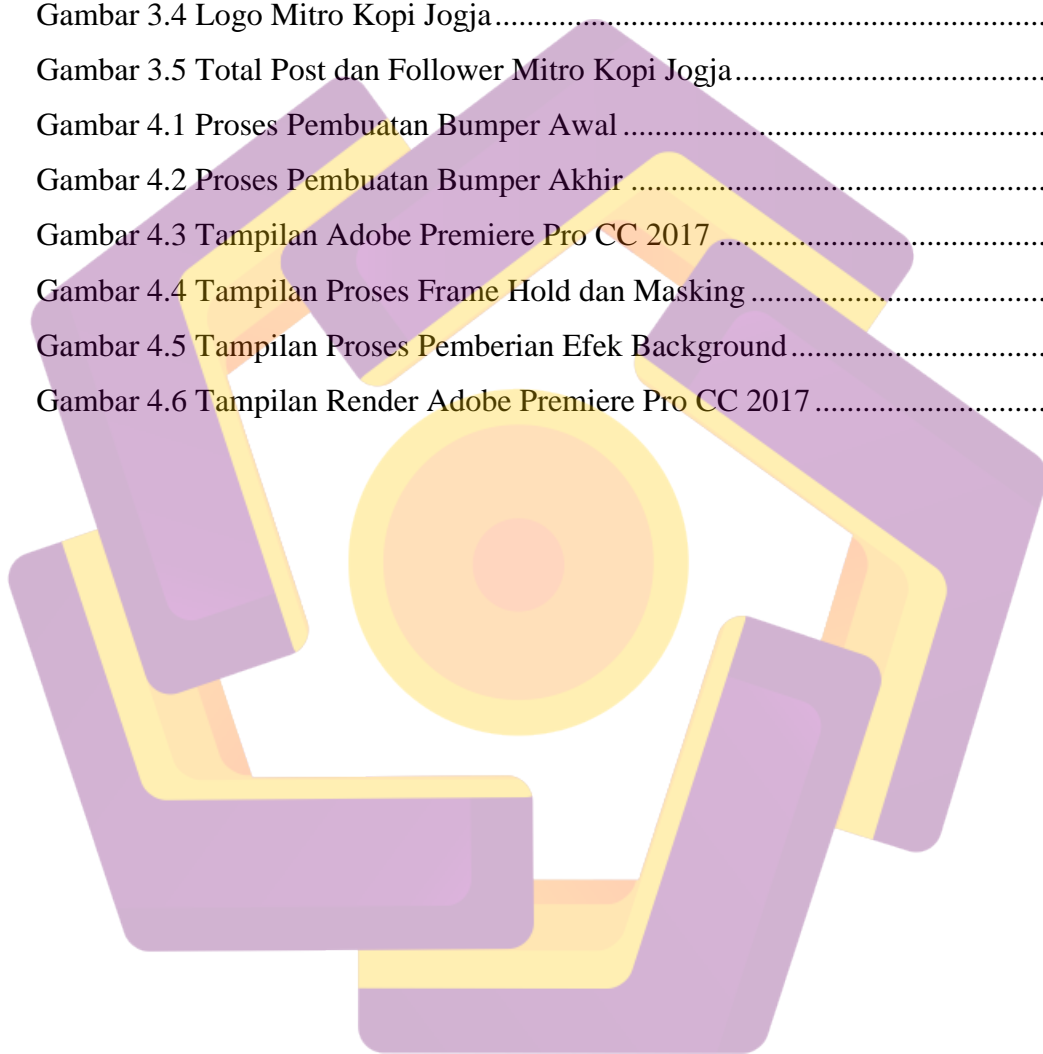 Gambar 3.4 Logo Mitro Kopi Jogja....................................................................
Gambar 3.5 Total Post dan Follower Mitro Kopi Jogja......................................
Gambar 4.1 Proses Pembuatan Bumper Awal ....................................................
Gambar 4.2 Proses Pembuatan Bumper Akhir ...................................................
Gambar 4.3 Tampilan Adobe Premiere Pro CC 2017 ........................................
Gambar 4.4 Tampilan Proses Frame Hold dan Masking ....................................
Gambar 4.5 Tampilan Proses Pemberian Efek Background...............................
Gambar 4.6 Tampilan Render Adobe Premiere Pro CC 2017 ............................